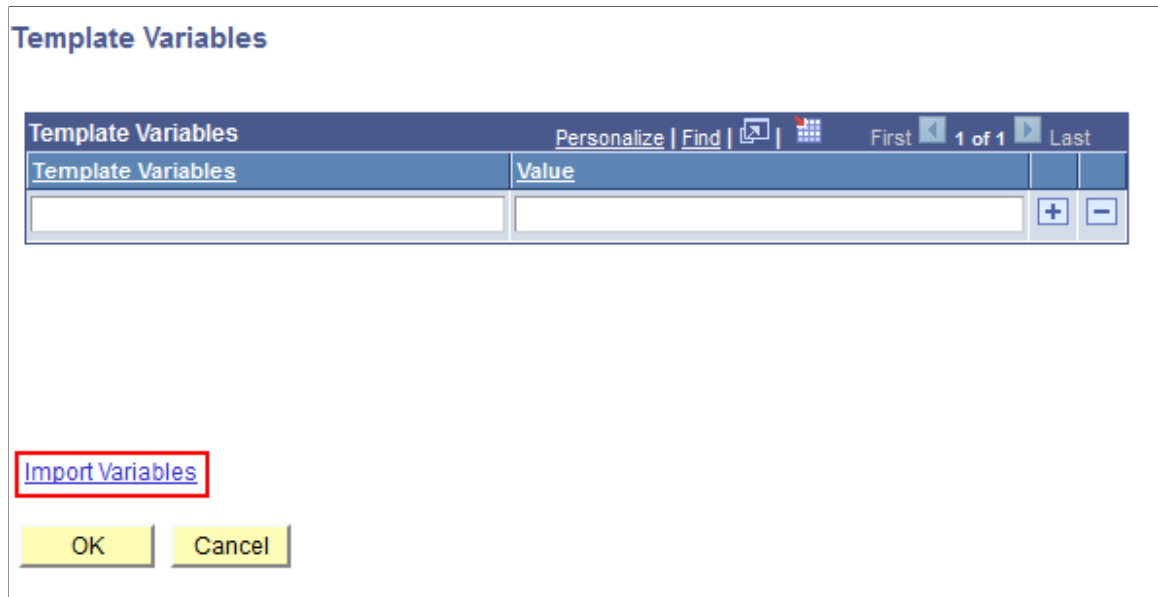 Template Variables
Template Variables Personalize | Find | | First 1 of 1 Last
Template Variables Value
Import Variables
OK Cancel